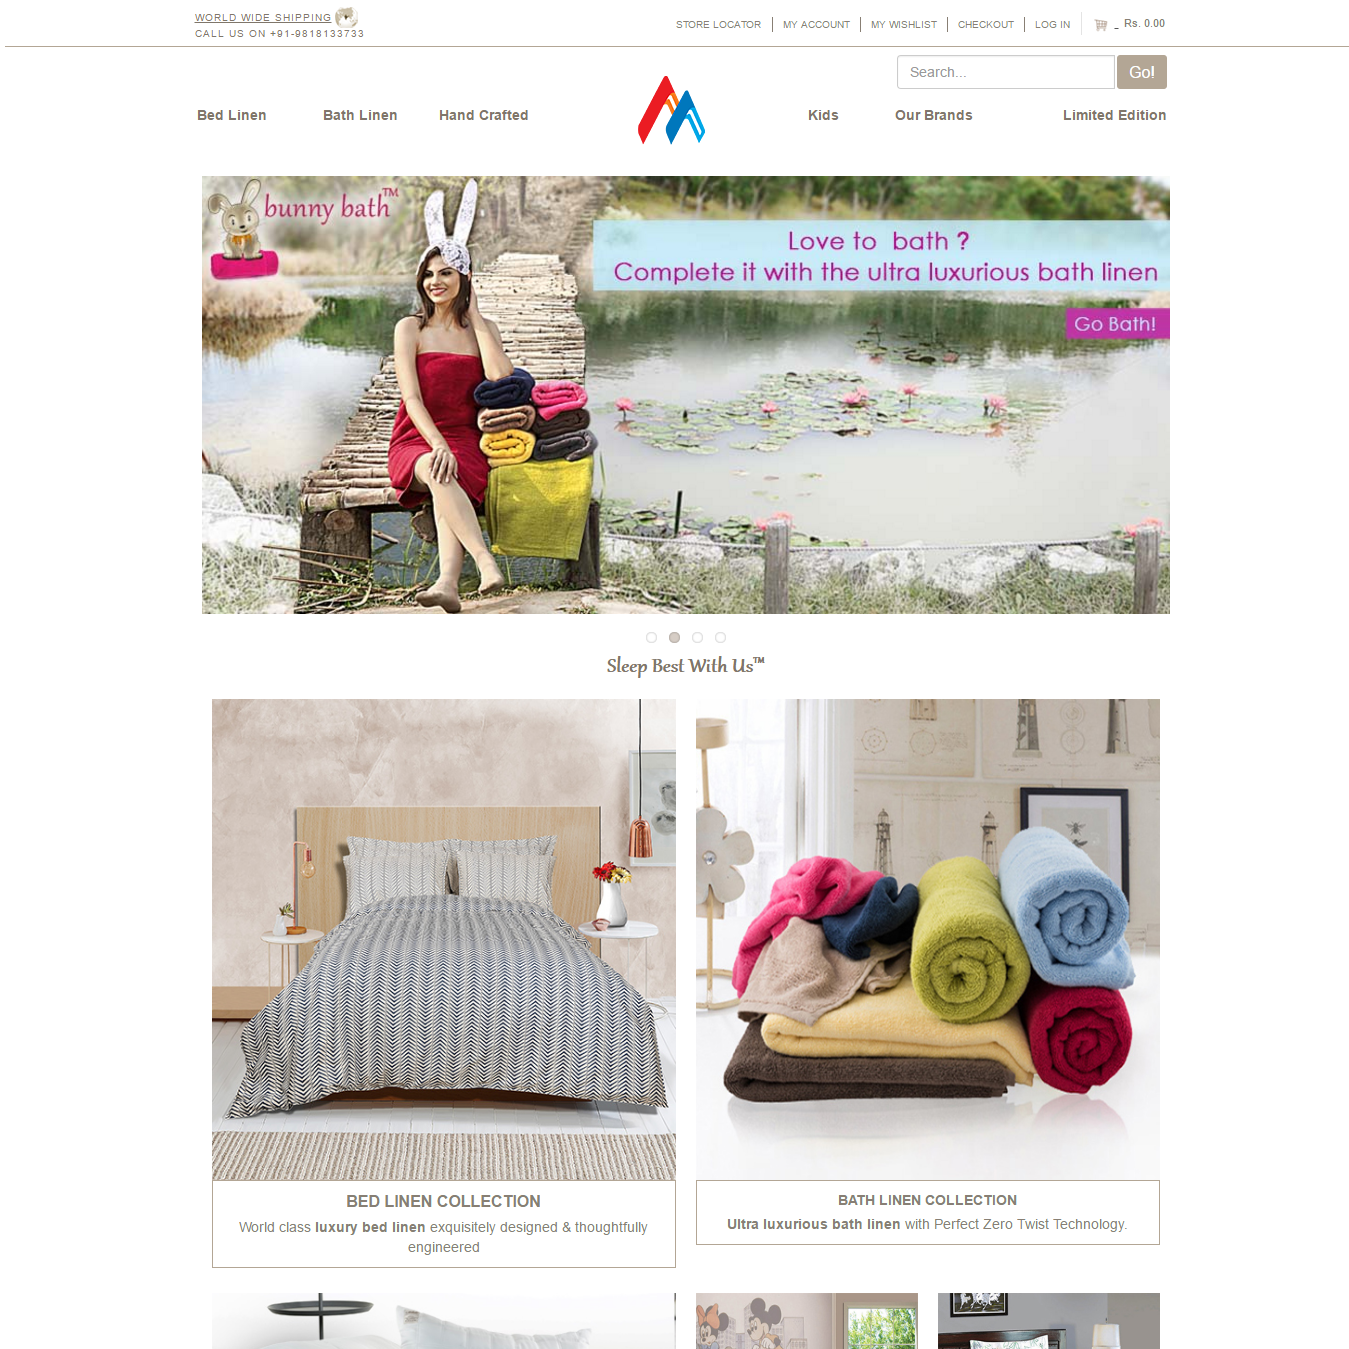 WORLD WIDE SHIPPING
CALL US ON +91-9818133733
STORE LOCATOR
MY ACCOUNT
MY WISHLIST
CHECKOUT
LOG IN
Rs. 0.00
Search...
Go!
Bed Linen
Bath Linen
Hand Crafted
Kids
Our Brands
Limited Edition
bunny bath™
Love to bath ?
Complete it with the ultra luxurious bath linen
Go Bath!
Sleep Best With Us™
BED LINEN COLLECTION
World class luxury bed linen exquisitely designed & thoughtfully
engineered
BATH LINEN COLLECTION
Ultra luxurious bath linen with Perfect Zero Twist Technology.